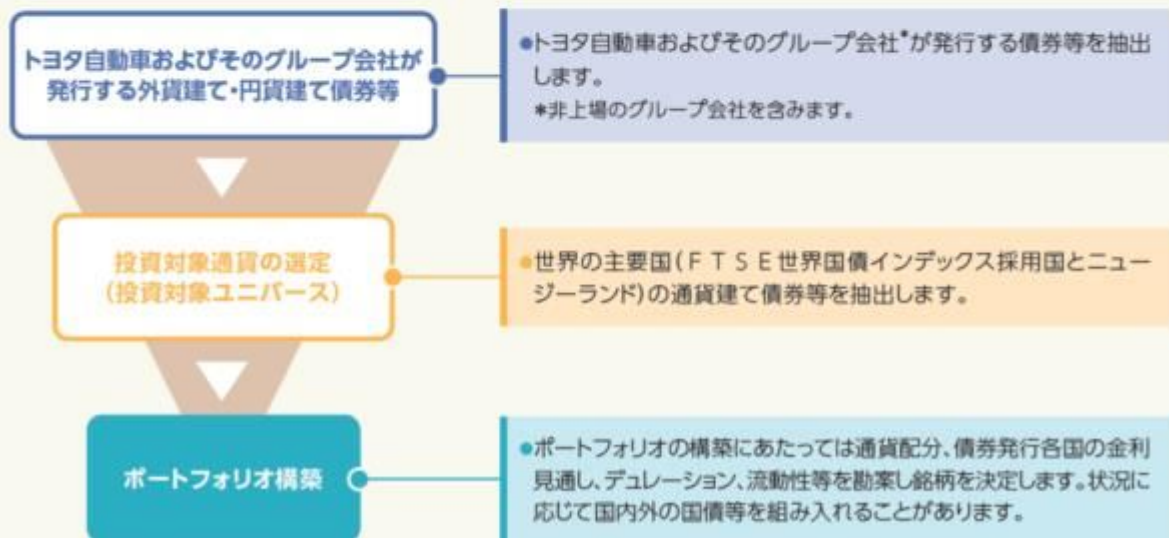 トヨタ自動車およびそのグループ会社が
発行する外貨建て・円貨建て債券等
●トヨタ自動車およびそのグループ会社*が発行する債券等を抽出
します。
*非上場のグループ会社を含みます。
投資対象通貨の選定
(投資対象ユニバース)
●世界の主要国(FTSE世界国債インデックス採用国とニュー
ジーランド)の通貨建て債券等を抽出します。
ポートフォリオ構築
●ポートフォリオの構築にあたっては通貨配分、債券発行各国の金利
見通し、デュレーション、流動性等を勘案し銘柄を決定します。状況に
応じて国内外の国債等を組み入れることがあります。